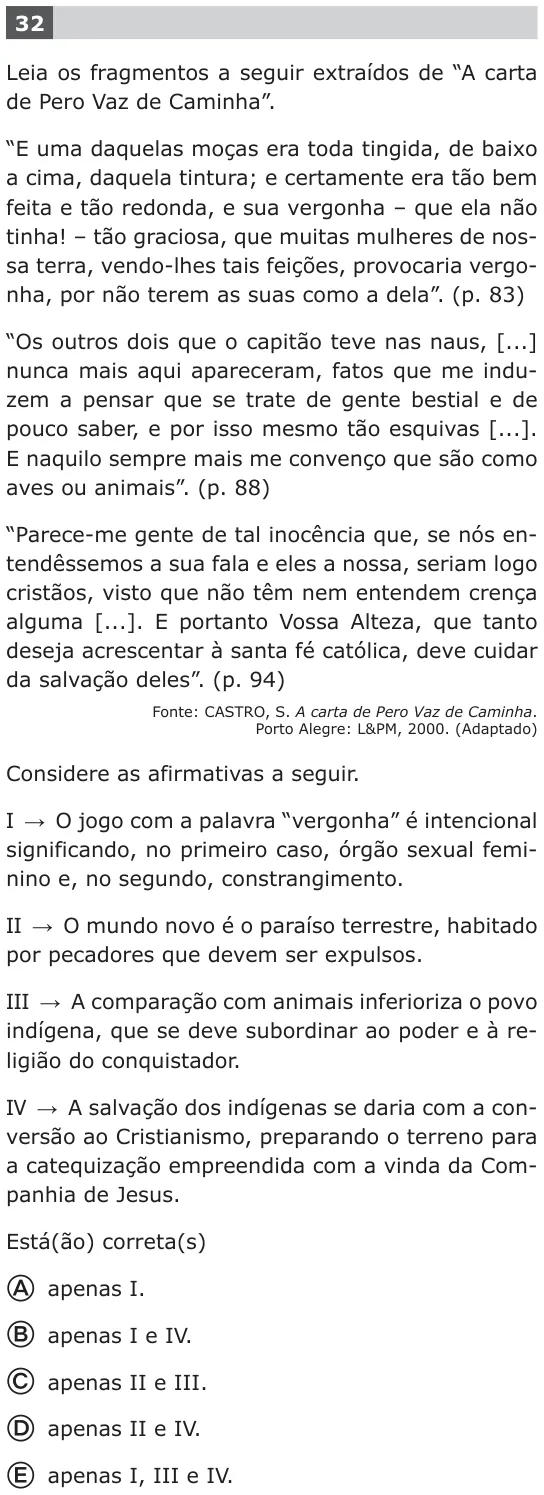 32
Leia os fragmentos a seguir extraídos de “A carta
de Pero Vaz de Caminha”.
“E uma daquelas moças era toda tingida, de baixo
a cima, daquela tintura; e certamente era tão bem
feita e tão redonda, e sua vergonha – que ela não
tinha! – tão graciosa, que muitas mulheres de nos-
sa terra, vendo-lhes tais feições, provocaria vergo-
nha, por não terem as suas como a dela”. (p. 83)
“Os outros dois que o capitão teve nas naus, [...]
nunca mais aqui apareceram, fatos que me indu-
zem a pensar que se trate de gente bestial e de
pouco saber, e por isso mesmo tão esquivas [...].
E naquilo sempre mais me convenço que são como
aves ou animais”. (p. 88)
“Parece-me gente de tal inocência que, se nós en-
tendêssemos a sua fala e eles a nossa, seriam logo
cristãos, visto que não têm nem entendem crença
alguma [...]. E portanto Vossa Alteza, que tanto
deseja acrescentar à santa fé católica, deve cuidar
da salvação deles”. (p. 94)
Fonte: CASTRO, S. A carta de Pero Vaz de Caminha.
Porto Alegre: L&PM, 2000. (Adaptado)
Considere as afirmativas a seguir.
I → O jogo com a palavra “vergonha” é intencional
significando, no primeiro caso, órgão sexual femi-
nino e, no segundo, constrangimento.
II → O mundo novo é o paraíso terrestre, habitado
por pecadores que devem ser expulsos.
III → A comparação com animais inferioriza o povo
indígena, que se deve subordinar ao poder e à re-
ligião do conquistador.
IV → A salvação dos indígenas se daria com a con-
versão ao Cristianismo, preparando o terreno para
a catequização empreendida com a vinda da Com-
panhia de Jesus.
Está(ão) correta(s)
A apenas I.
B apenas I e IV.
C apenas II e III.
D apenas II e IV.
E apenas I, III e IV.